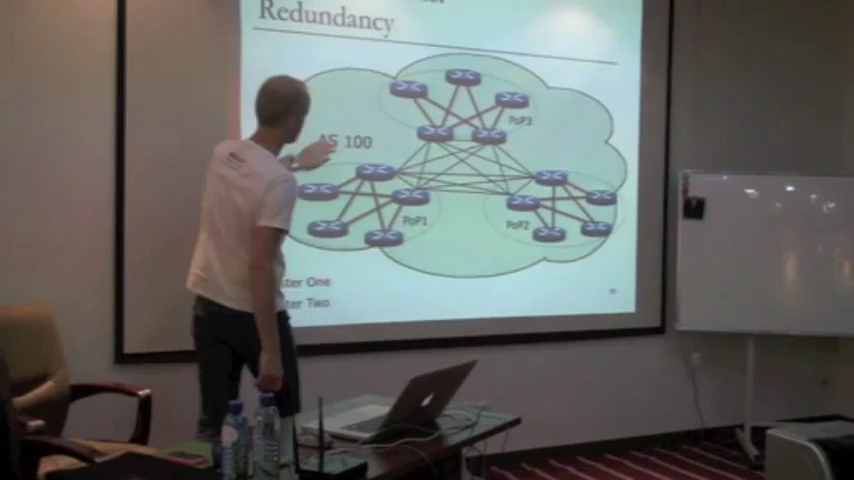 Redundancy
PoP3
AS 100
PoP1
PoP2
ter One
ter Two